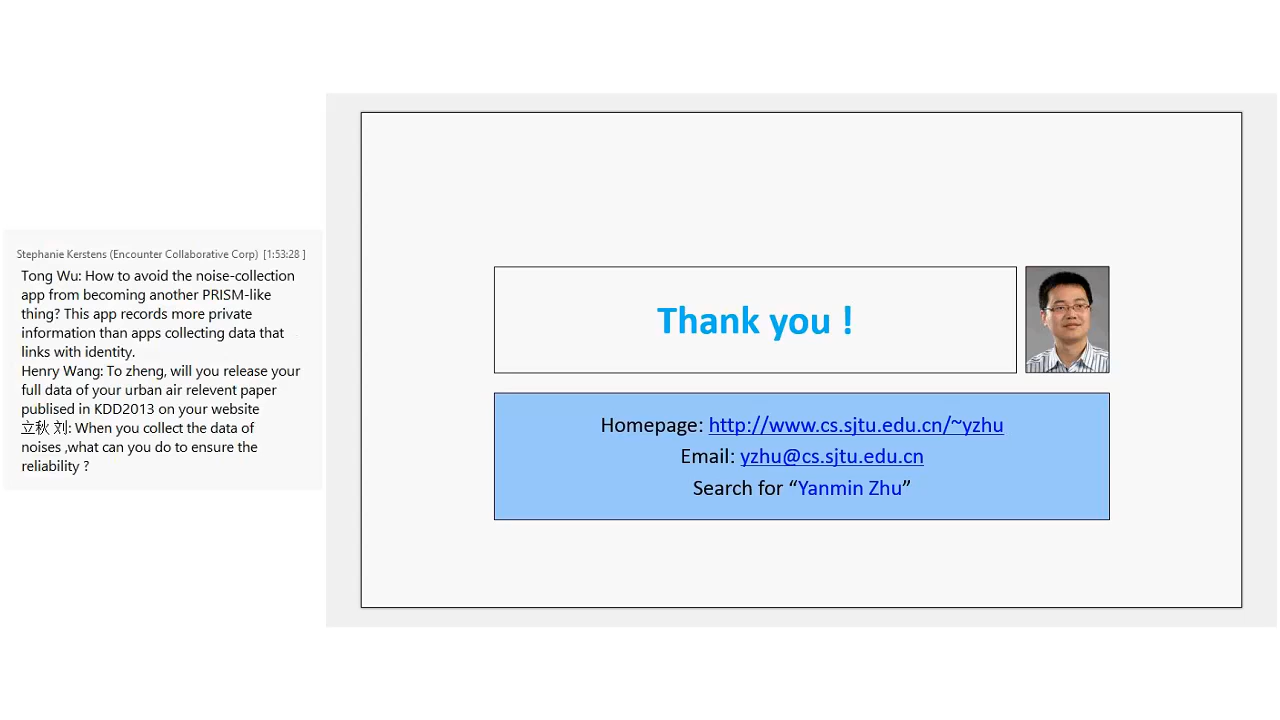 Stephanie Kerstens (Encounter Collaborative Corp) [1:53:28 ]
Tong Wu: How to avoid the noise-collection
app from becoming another PRISM-like
thing? This app records more private
information than apps collecting data that
links with identity.
Henry Wang: To zheng, will you release your
full data of your urban air relevent paper
publised in KDD2013 on your website
立秋 刘: When you collect the data of
noises ,what can you do to ensure the
reliability ?
Thank you !
Homepage: http://www.cs.sjtu.edu.cn/~yzhu
Email: yzhu@cs.sjtu.edu.cn
Search for “Yanmin Zhu”